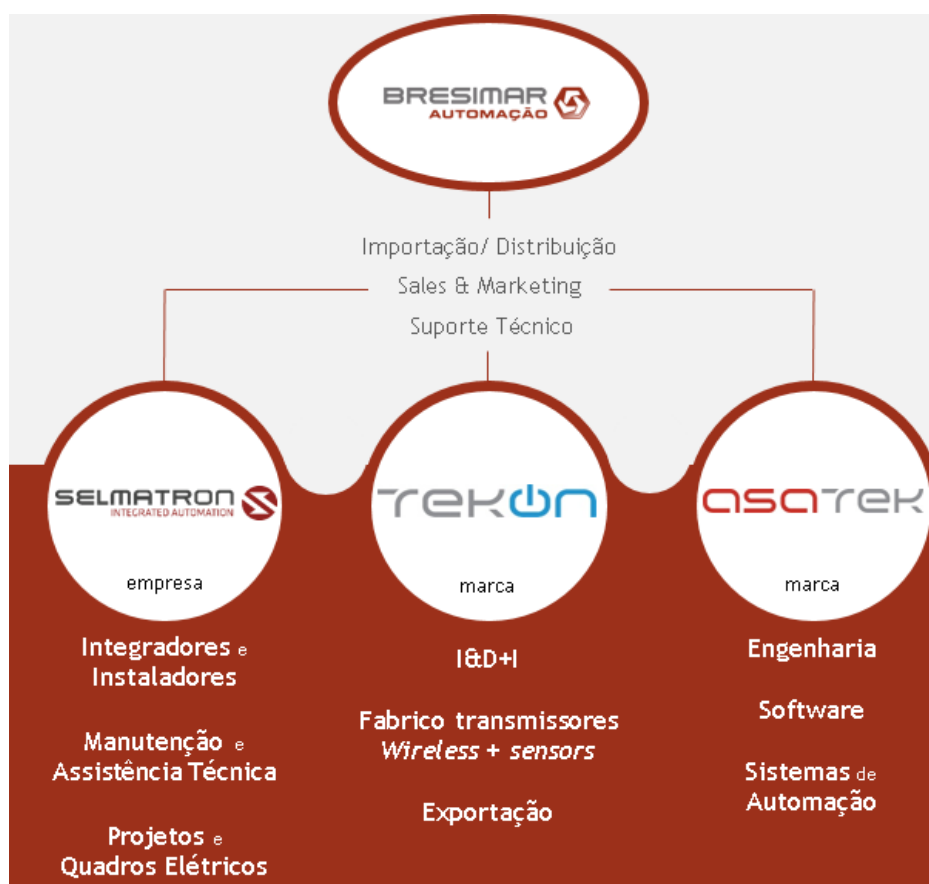 BRESIMAR
AUTOMAÇÃO
Importação/ Distribuição
Sales & Marketing
Suporte Técnico
SELMATRON
INTEGRATED AUTOMATION
empresa
Integradores e
Instaladores
Manutenção e
Assistência Técnica
Projetos e
Quadros Elétricos
TEKON
marca
I&D+I
Fabrico transmissores
Wireless + sensors
Exportação
asaTEK
marca
Engenharia
Software
Sistemas de
Automação